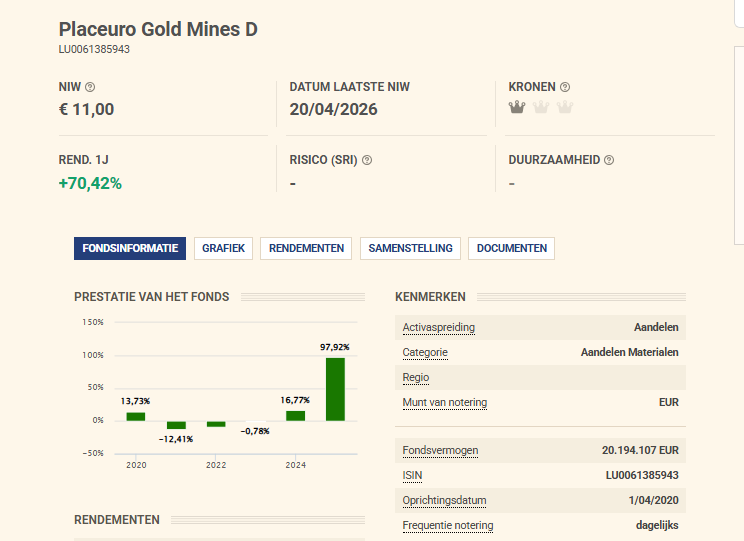 Placeuro Gold Mines D
LU0061385943
NIW
€ 11,00
DATUM LAATSTE NIW
20/04/2026
KRONEN
REND. 1J
+70,42%
RISICO (SRI)
-
DUURZAAMHEID
-
FONDSINFORMATIE
GRAFIEK
RENDEMENTEN
SAMENSTELLING
DOCUMENTEN
PRESTATIE VAN HET FONDS
150%
100%
50%
0%
-50%
13,73%
-12,41%
-0,78%
16,77%
97,92%
2020
2022
2024
RENDEMENTEN
KENMERKEN
Activaspreiding Aandelen
Categorie Aandelen Materialen
Regio
Munt van notering EUR
Fondsvermogen 20.194.107 EUR
ISIN LU0061385943
Oprichtingsdatum 1/04/2020
Frequentie notering dagelijks